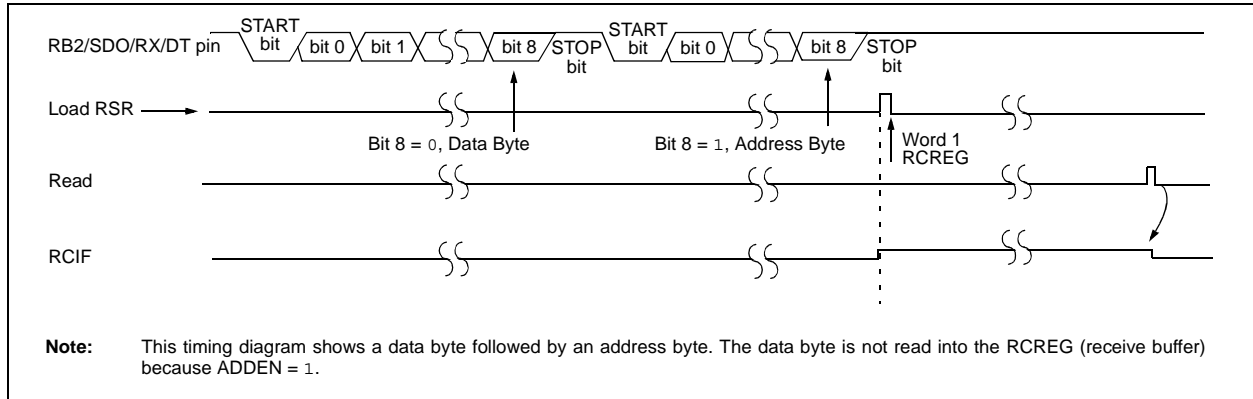 START
bit
bit 0
bit 1
bit 8
STOP
bit
START
bit
bit 0
bit 8
STOP
bit
RB2/SDO/RX/DT pin
Load RSR
Bit 8 = 0, Data Byte
Bit 8 = 1, Address Byte
Word 1
RCREG
Read
RCIF
Note: This timing diagram shows a data byte followed by an address byte. The data byte is not read into the RCREG (receive buffer)
because ADDEN = 1.